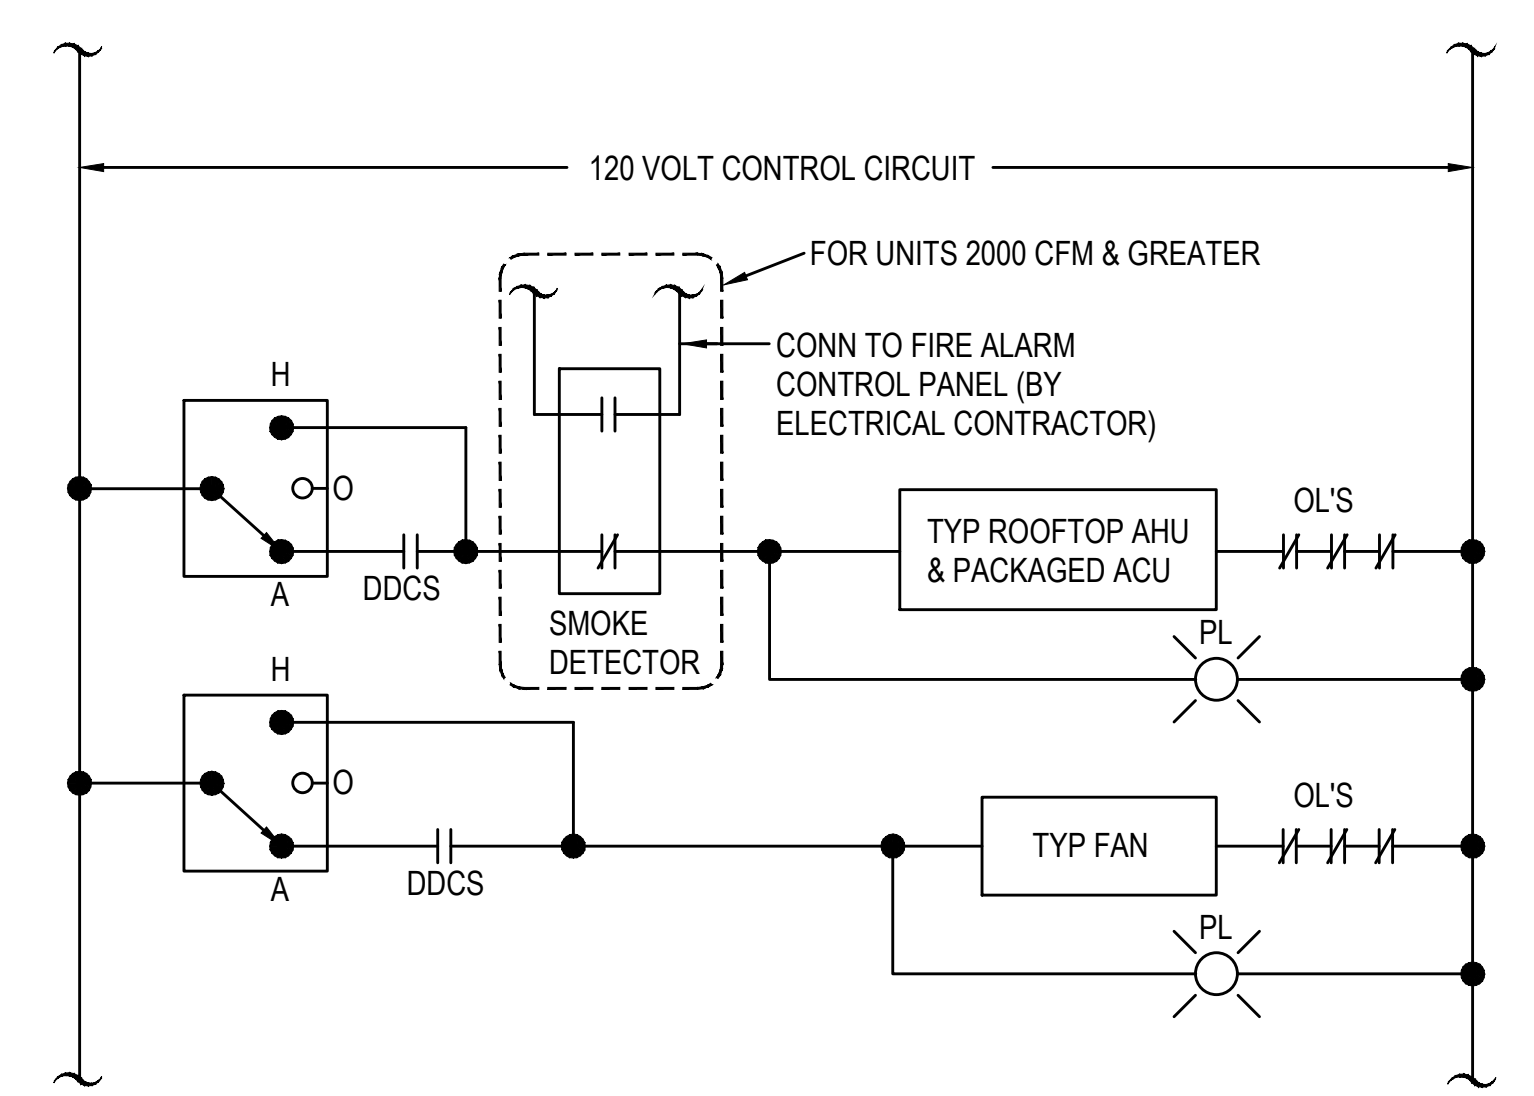 120 VOLT CONTROL CIRCUIT
FOR UNITS 2000 CFM & GREATER
CONN TO FIRE ALARM
CONTROL PANEL (BY
ELECTRICAL CONTRACTOR)
H
O
A
DDCS
SMOKE
DETECTOR
TYP ROOFTOP AHU
& PACKAGED ACU
OL'S
PL
H
O
A
DDCS
TYP FAN
OL'S
PL